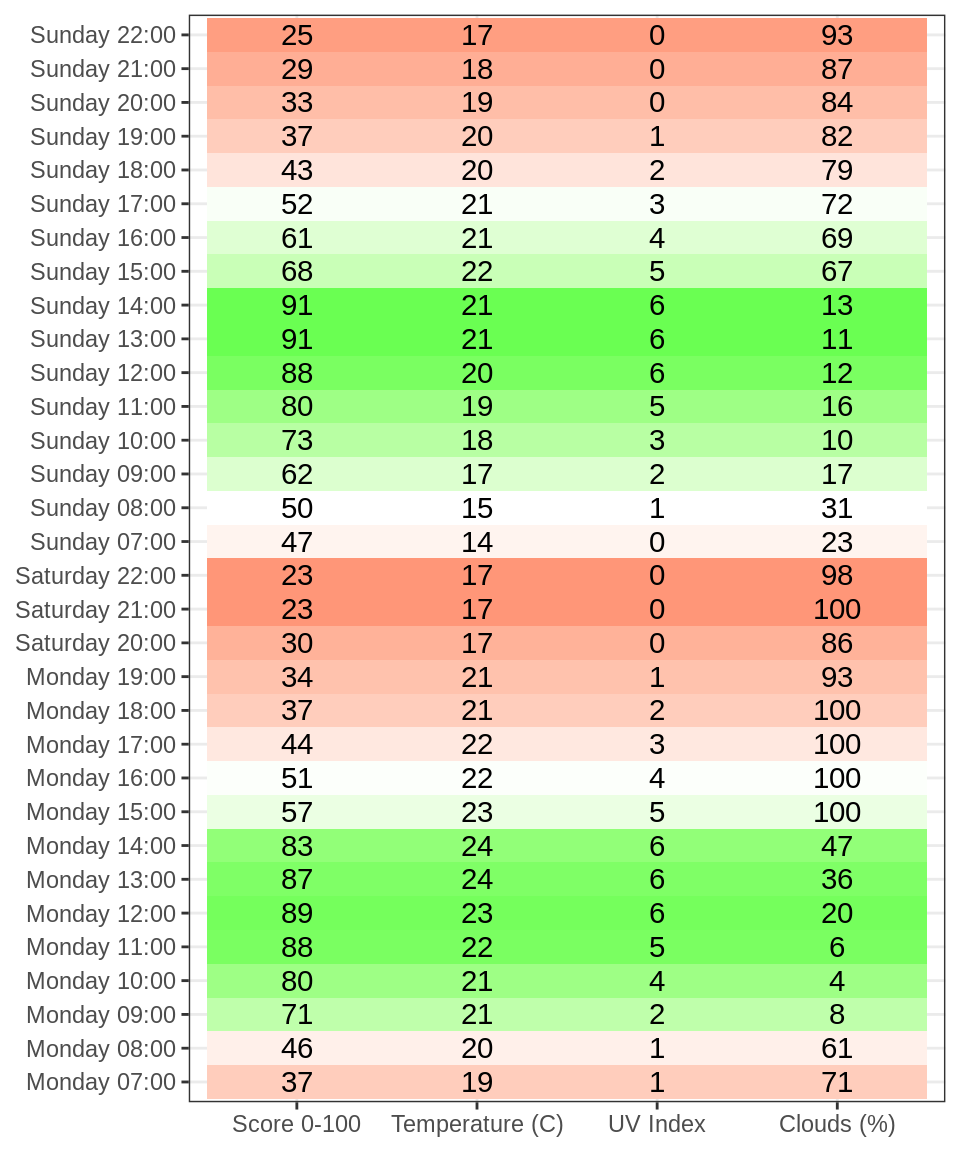 Sunday 22:00 25 17 0 93
Sunday 21:00 29 18 0 87
Sunday 20:00 33 19 0 84
Sunday 19:00 37 20 1 82
Sunday 18:00 43 20 2 79
Sunday 17:00 52 21 3 72
Sunday 16:00 61 21 4 69
Sunday 15:00 68 22 5 67
Sunday 14:00 91 21 6 13
Sunday 13:00 91 21 6 11
Sunday 12:00 88 20 6 12
Sunday 11:00 80 19 5 16
Sunday 10:00 73 18 3 10
Sunday 09:00 62 17 2 17
Sunday 08:00 50 15 1 31
Sunday 07:00 47 14 0 23
Saturday 22:00 23 17 0 98
Saturday 21:00 23 17 0 100
Saturday 20:00 30 17 0 86
Monday 19:00 34 21 1 93
Monday 18:00 37 21 2 100
Monday 17:00 44 22 3 100
Monday 16:00 51 22 4 100
Monday 15:00 57 23 5 100
Monday 14:00 83 24 6 47
Monday 13:00 87 24 6 36
Monday 12:00 89 23 6 20
Monday 11:00 88 22 5 6
Monday 10:00 80 21 4 4
Monday 09:00 71 21 2 8
Monday 08:00 46 20 1 61
Monday 07:00 37 19 1 71
Score 0-100 Temperature (C) UV Index Clouds (%)